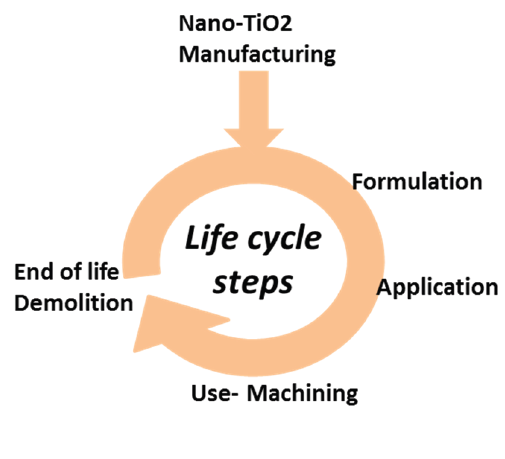 Nano-TiO2
Manufacturing
Formulation
Life cycle
steps
Application
End of life
Demolition
Use- Machining